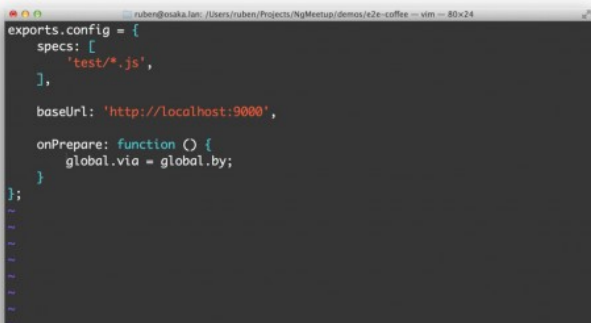 ruben@osaka.lan: /Users/ruben/Projects/NgMeetup/demos/e2e-coffee — vim — 80×24
exports.config = {
    specs: [
        'test/*.js',
    ],

    baseUrl: 'http://localhost:9000',

    onPrepare: function () {
        global.via = global.by;
    }
};
~
~
~
~
~
~
~